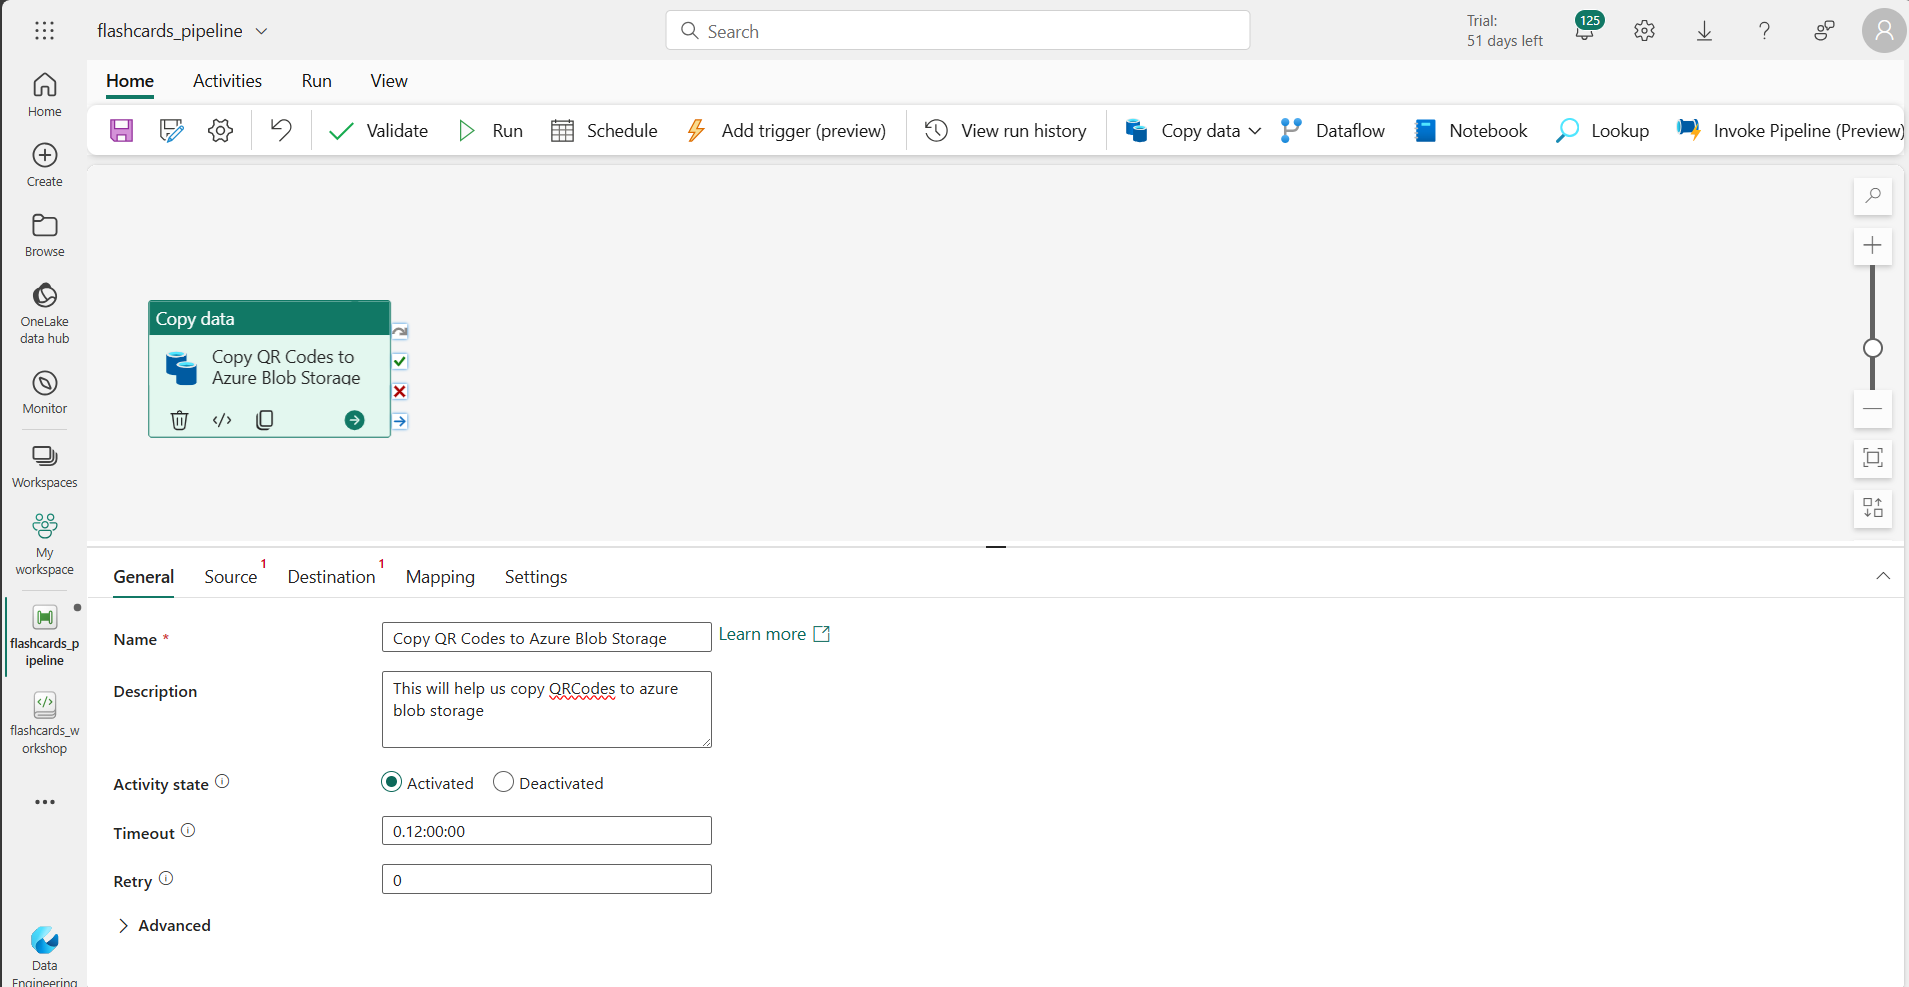 flashcards_pipeline
Search
Trial:
51 days left
125
Home
Activities
Run
View
Validate
Run
Schedule
Add trigger (preview)
View run history
Copy data
Dataflow
Notebook
Lookup
Invoke Pipeline (Preview)
Home
Create
Browse
OneLake
data hub
Monitor
Workspaces
My
workspace
flashcards_p
ipeline
flashcards_w
orkshop
Data
Engineering
Copy data
Copy QR Codes to
Azure Blob Storage
General
Source 1
Destination 1
Mapping
Settings
Name *
Copy QR Codes to Azure Blob Storage
Learn more
Description
This will help us copy QRCodes to azure
blob storage
Activity state
Activated
Deactivated
Timeout
0.12:00:00
Retry
0
Advanced